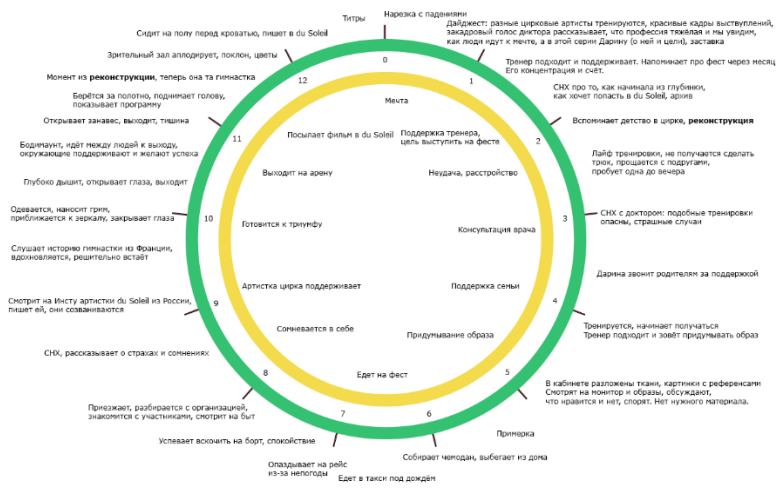 Нарезка с падениями
Дайджест: разные цирковые артисты тренируются, красивые кадры выступлений,
закадровый голос диктора рассказывает, что профессия тяжёлая и мы увидим,
как люди идут к мечте, а в этой серии Дарину (о ней и цели), заставка
Тренер подходит и поддерживает. Напоминает про фест через месяц
Его концентрация и счёт.
СНХ про то, как начинала из глубинки,
как хочет попасть в du Soleil, архив
Вспоминает детство в цирке, реконструкция
Лайф тренировки, не получается сделать
трюк, прощается с подругами,
пробует одна до вечера
СНХ с доктором: подобные тренировки
опасны, страшные случаи
Дарина звонит родителям за поддержкой
Тренируется, начинает получаться
Тренер подходит и зовёт придумывать образ
В кабинете разложены ткани, картинки с референсами
Смотрят на монитор и образы, обсуждают,
что нравится и нет, спорят. Нет нужного материала.
Примерка
Собирает чемодан, выбегает из дома
Едет в такси под дождём
Опаздывает на рейс
из-за непогоды
Успевает вскочить на борт, спокойствие
Приезжает, разбирается с организацией,
знакомится с участниками, смотрит на быт
СНХ, рассказывает о страхах и сомнениях
Смотрит на Инсту артистки du Soleil из России,
пишет ей, они созваниваются
Слушает историю гимнастки из Франции,
вдохновляется, решительно встаёт
Одевается, наносит грим,
приближается к зеркалу, закрывает глаза
Глубоко дышит, открывает глаза, выходит
Бодимаунт, идёт между людей к выходу,
окружающие поддерживают и желают успеха
Открывает занавес, выходит, тишина
Берётся за полотно, поднимает голову,
показывает программу
Момент из реконструкции, теперь она та гимнастка
Зрительный зал аплодирует, поклон, цветы
Сидит на полу перед кроватью, пишет в du Soleil
Титры
0
1
2
3
4
5
6
7
8
9
10
11
12
Мечта
Поддержка тренера,
цель выступить на фесте
Неудача, расстройство
Консультация врача
Поддержка семьи
Придумывание образа
Едет на фест
Сомневается в себе
Артистка цирка поддерживает
Готовится к триумфу
Выходит на арену
Посылает фильм в du Soleil